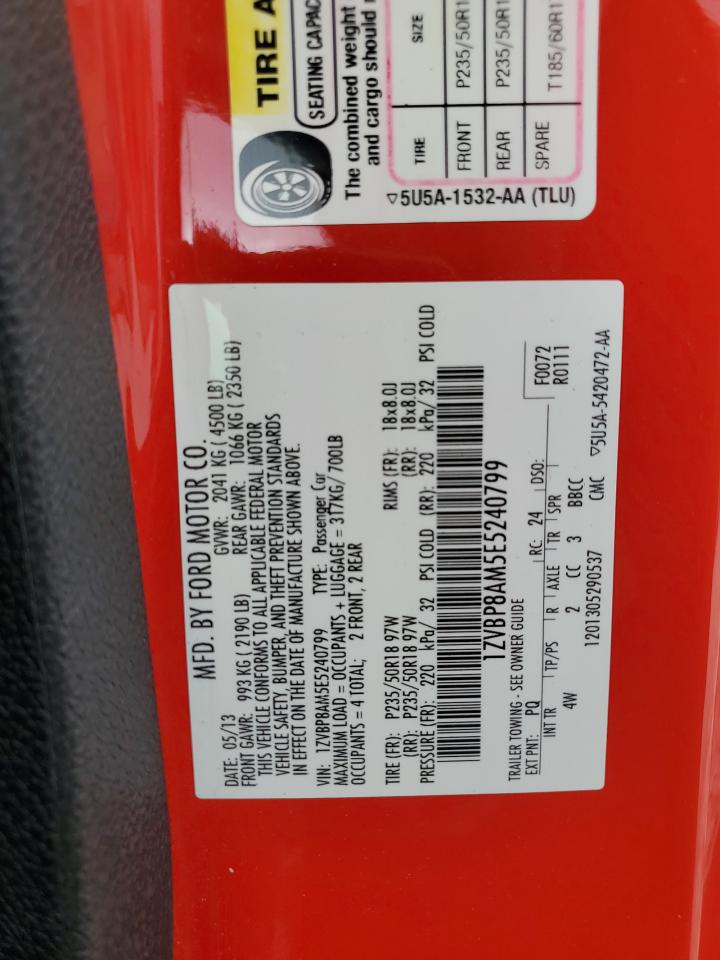 MFD. BY FORD MOTOR CO.
DATE: 05/13 GVWR: 2041 KG ( 4500 LB)
FRONT GAWR: 993 KG ( 2190 LB) REAR GAWR: 1066 KG ( 2350 LB)
THIS VEHICLE CONFORMS TO ALL APPLICABLE FEDERAL MOTOR
VEHICLE SAFETY, BUMPER, AND THEFT PREVENTION STANDARDS
IN EFFECT ON THE DATE OF MANUFACTURE SHOWN ABOVE.
VIN: 1ZVBP8AM5E5240799 TYPE: Passenger Car
MAXIMUM LOAD = OCCUPANTS + LUGGAGE = 317KG/ 700LB
OCCUPANTS = 4 TOTAL; 2 FRONT, 2 REAR
TIRE (FR): P235/50R18 97W RIMS (FR): 18x8.0J
(RR): P235/50R18 97W (RR): 18x8.0J
PRESSURE (FR): 220 kPa/ 32 PSI COLD (RR): 220 kPa/ 32 PSI COLD
1ZVBP8AM5E5240799
TRAILER TOWING - SEE OWNER GUIDE
EXT PNT: PQ RC: 24 DSO: F0072
R0111
INT TR TP/PS R AXLE TR SPR
4W 2 CC 3 BBCC
1201305290537 CMC ▽5U5A-5420472-AA
TIRE A
SEATING CAPAC
The combined weight
and cargo should
TIRE SIZE
FRONT P235/50R1
REAR P235/50R1
SPARE T185/60R1
▽5U5A-1532-AA (TLU)